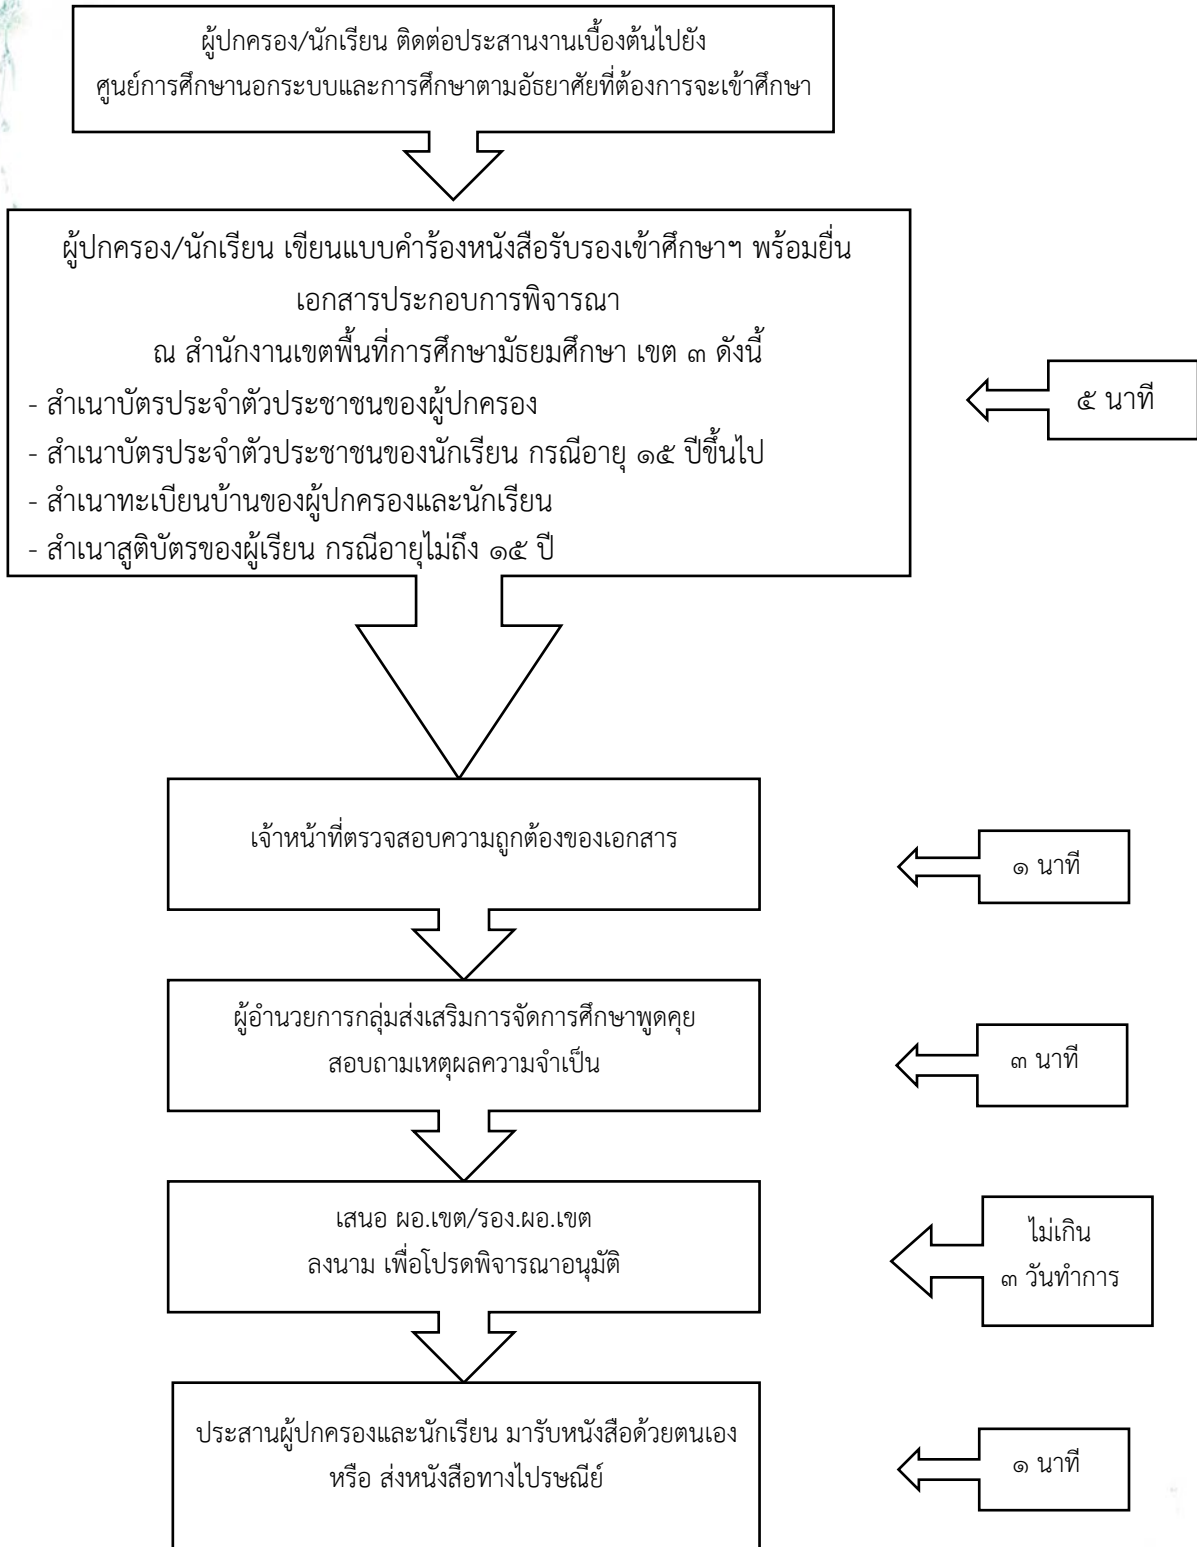 ผู้ปกครอง/นักเรียน ติดต่อประสานงานเบื้องต้นไปยัง
ศูนย์การศึกษานอกระบบและการศึกษาตามอัธยาศัยที่ต้องการจะเข้าศึกษา
ผู้ปกครอง/นักเรียน เขียนแบบคำร้องหนังสือรับรองเข้าศึกษาฯ พร้อมยื่น
เอกสารประกอบการพิจารณา
ณ สำนักงานเขตพื้นที่การศึกษามัธยมศึกษา เขต ๓ ดังนี้
- สำเนาบัตรประจำตัวประชาชนของผู้ปกครอง
- สำเนาบัตรประจำตัวประชาชนของนักเรียน กรณีอายุ ๑๕ ปีขึ้นไป
- สำเนาทะเบียนบ้านของผู้ปกครองและนักเรียน
- สำเนาสูติบัตรของผู้เรียน กรณีอายุไม่ถึง ๑๕ ปี
๕ นาที
เจ้าหน้าที่ตรวจสอบความถูกต้องของเอกสาร
๑ นาที
ผู้อำนวยการกลุ่มส่งเสริมการจัดการศึกษาพูดคุย
สอบถามเหตุผลความจำเป็น
๓ นาที
เสนอ ผอ.เขต/รอง.ผอ.เขต
ลงนาม เพื่อโปรดพิจารณาอนุมัติ
ไม่เกิน
๓ วันทำการ
ประสานผู้ปกครองและนักเรียน มารับหนังสือด้วยตนเอง
หรือ ส่งหนังสือทางไปรษณีย์
๑ นาที